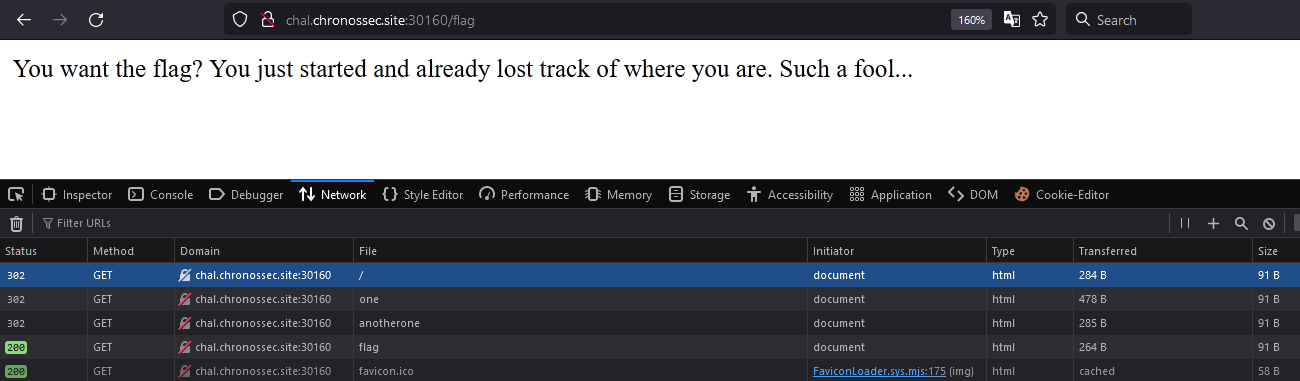 chal.chronossec.site:30160/flag
160%
Search
You want the flag? You just started and already lost track of where you are. Such a fool...
Inspector Console Debugger Network Style Editor Performance Memory Storage Accessibility Application DOM Cookie-Editor
Filter URLs
Status Method Domain File Initiator Type Transferred Size
302 GET chal.chronossec.site:30160 / document html 284 B 91 B
302 GET chal.chronossec.site:30160 one document html 478 B 91 B
302 GET chal.chronossec.site:30160 anotherone document html 285 B 91 B
200 GET chal.chronossec.site:30160 flag document html 264 B 91 B
200 GET chal.chronossec.site:30160 favicon.ico FaviconLoader.sys.mjs:175 (img) html cached 58 B